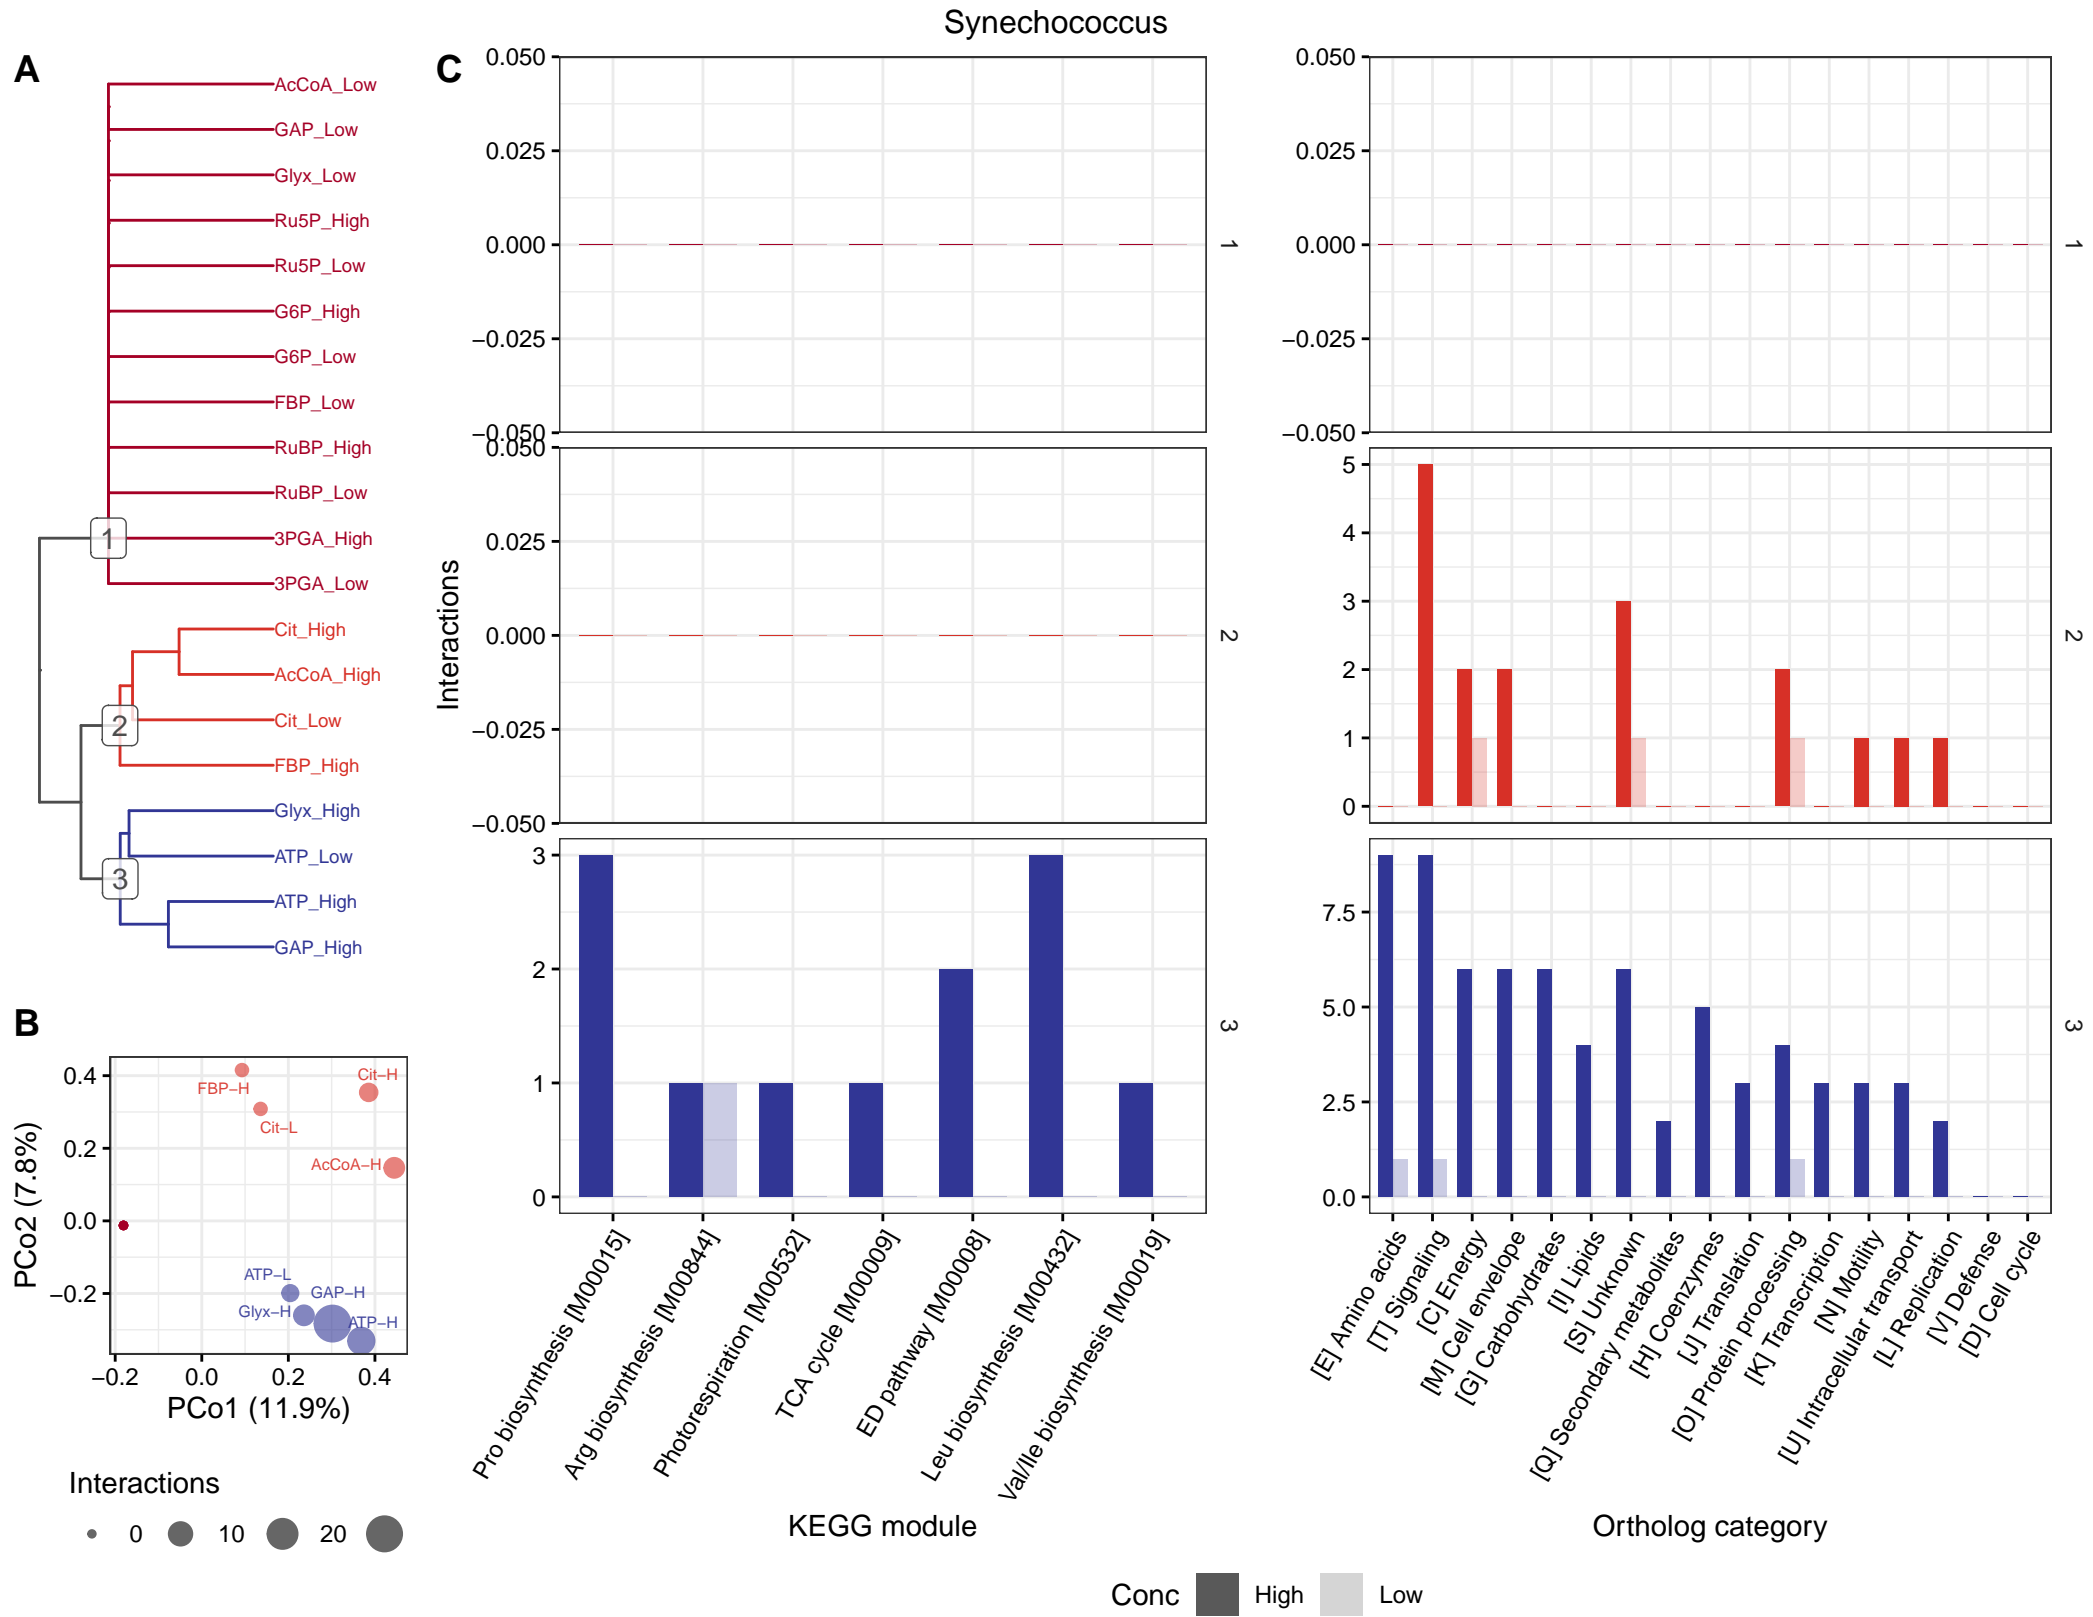 Synechococcus
A
AcCoA_Low
GAP_Low
Glyx_Low
Ru5P_High
Ru5P_Low
G6P_High
G6P_Low
FBP_Low
RuBP_High
RuBP_Low
3PGA_High
3PGA_Low
Cit_High
AcCoA_High
Cit_Low
FBP_High
Glyx_High
ATP_Low
ATP_High
GAP_High
1
2
3
B
PCo2 (7.8%)
0.4
0.2
0.0
−0.2
FBP−H
Cit−H
Cit−L
AcCoA−H
ATP−L
GAP−H
Glyx−H
ATP−H
−0.2 0.0 0.2 0.4
PCo1 (11.9%)
Interactions
0 10 20
C
Interactions
0.050
0.025
0.000
−0.025
−0.050
1
0.050
0.025
0.000
−0.025
−0.050
2
3
2
1
0
3
Pro biosynthesis [M00015]
Arg biosynthesis [M00844]
Photorespiration [M00532]
TCA cycle [M00009]
ED pathway [M00008]
Leu biosynthesis [M00432]
Val/Ile biosynthesis [M00019]
KEGG module
0.050
0.025
0.000
−0.025
−0.050
1
5
4
3
2
1
0
2
7.5
5.0
2.5
0.0
3
[E] Amino acids
[T] Signaling
[C] Energy
[M] Cell envelope
[G] Carbohydrates
[I] Lipids
[S] Unknown
[Q] Secondary metabolites
[H] Coenzymes
[J] Translation
[O] Protein processing
[K] Transcription
[N] Motility
[U] Intracellular transport
[L] Replication
[V] Defense
[D] Cell cycle
Ortholog category
Conc High Low